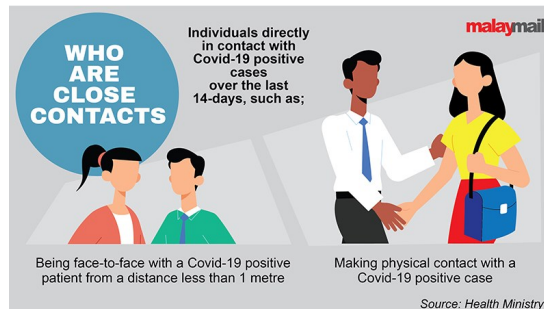 WHO
ARE
CLOSE
CONTACTS
Individuals directly
in contact with
Covid-19 positive
cases
over the last
14-days, such as;
malaymail
Being face-to-face with a Covid-19 positive
patient from a distance less than 1 metre
Making physical contact with a
Covid-19 positive case
Source: Health Ministry